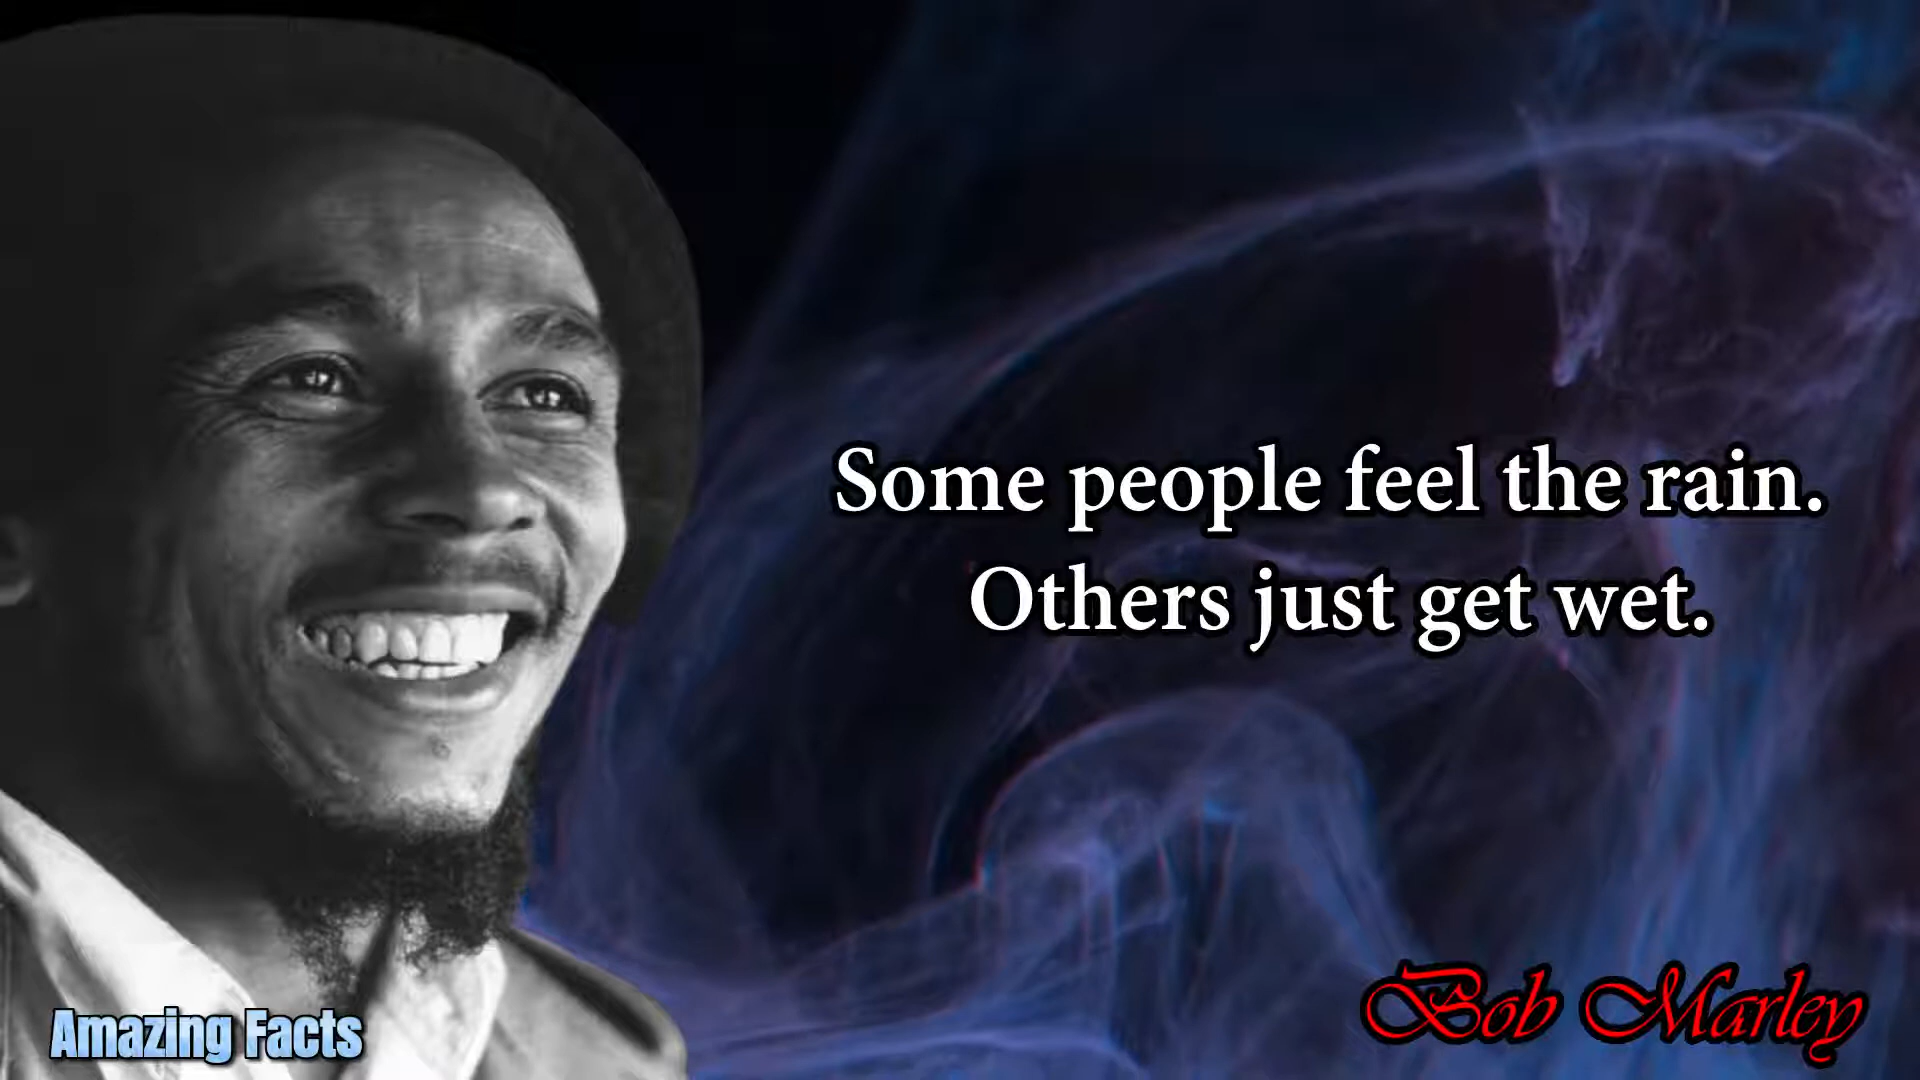 Some people feel the rain.
Others just get wet.
Bob Marley
Amazing Facts